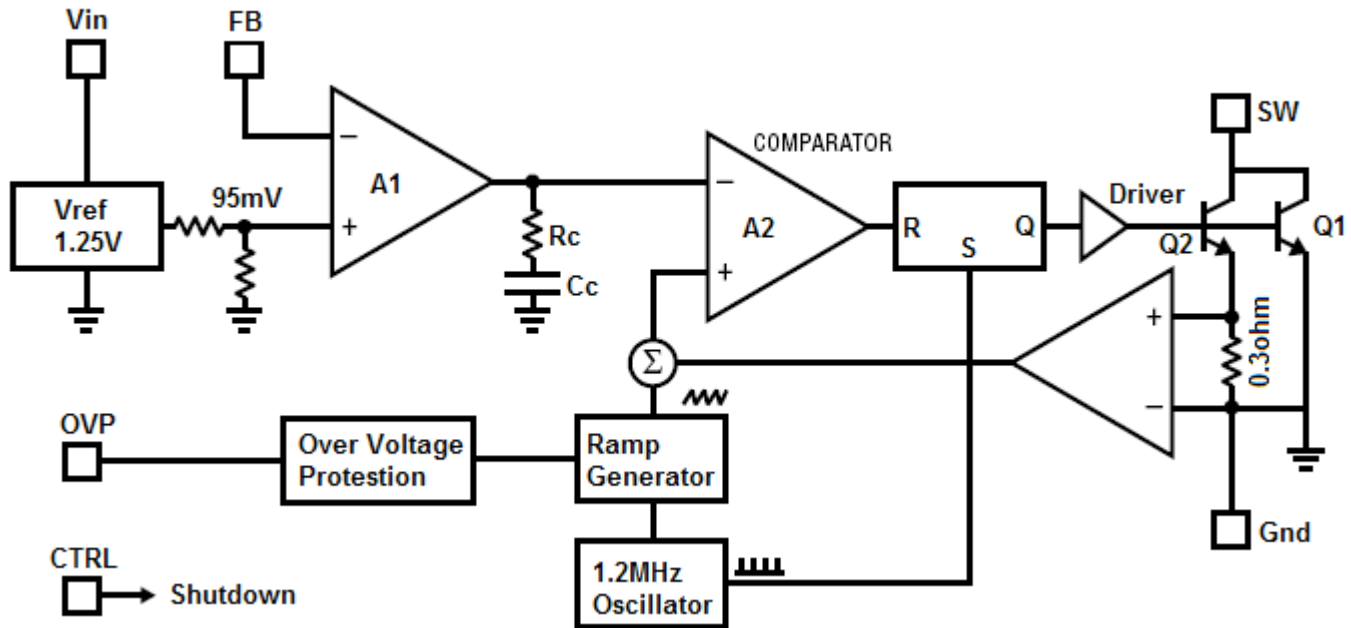 Vin
FB
SW
COMPARATOR
95mV
Vref
1.25V
−
A1
+
−
A2
+
R
Q
S
Driver
Q2
Q1
Rc
Cc
+
−
0.3ohm
Σ
OVP
Over Voltage
Protestion
Ramp
Generator
Gnd
CTRL
Shutdown
1.2MHz
Oscillator